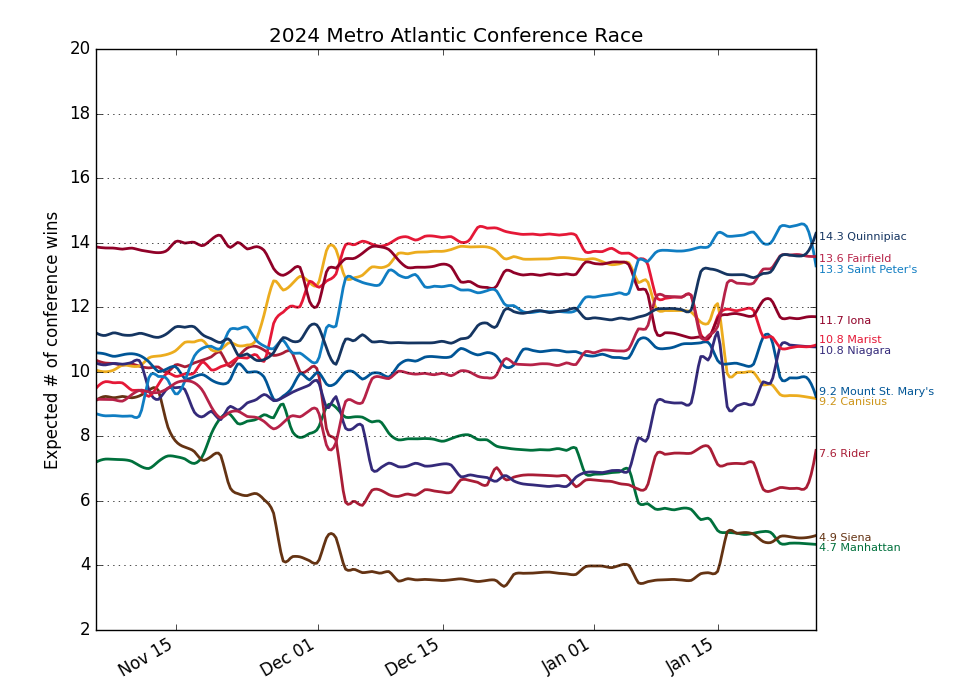 2024 Metro Atlantic Conference Race
Expected # of conference wins
20
18
16
14
12
10
8
6
4
2
14.3 Quinnipiac
13.6 Fairfield
13.3 Saint Peter's
11.7 Iona
10.8 Marist
10.8 Niagara
9.2 Mount St. Mary's
9.2 Canisius
7.6 Rider
4.9 Siena
4.7 Manhattan
Nov 15
Dec 01
Dec 15
Jan 01
Jan 15